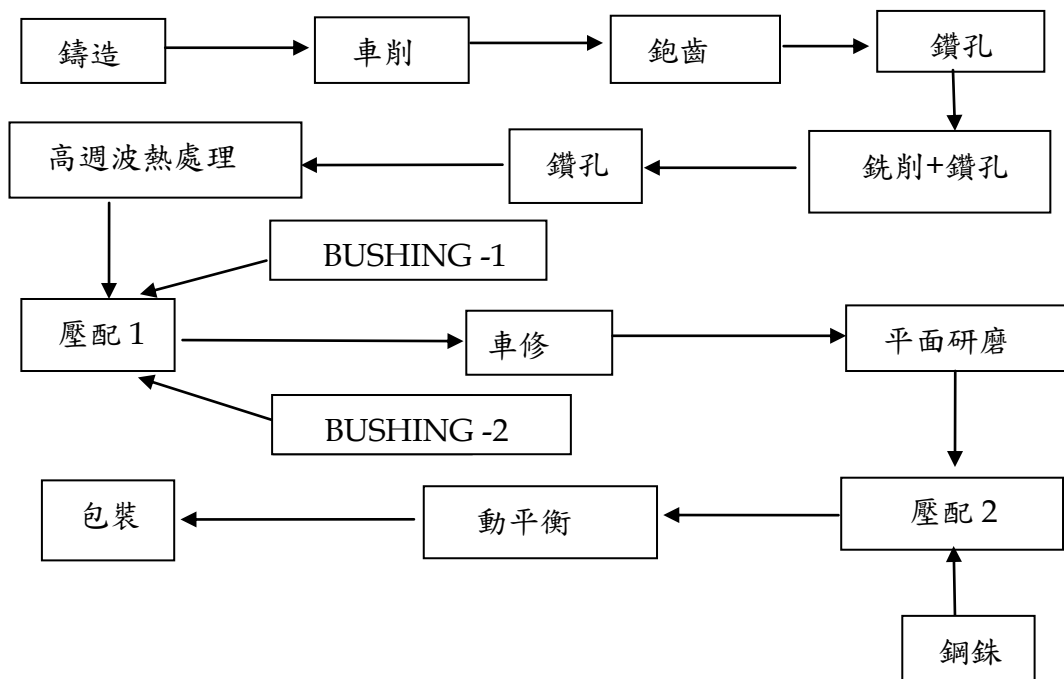 鑄造
車削
鉋齒
鑽孔
銑削+鑽孔
鑽孔
高週波熱處理
BUSHING -1
壓配 1
BUSHING -2
車修
平面研磨
壓配 2
鋼銖
動平衡
包裝